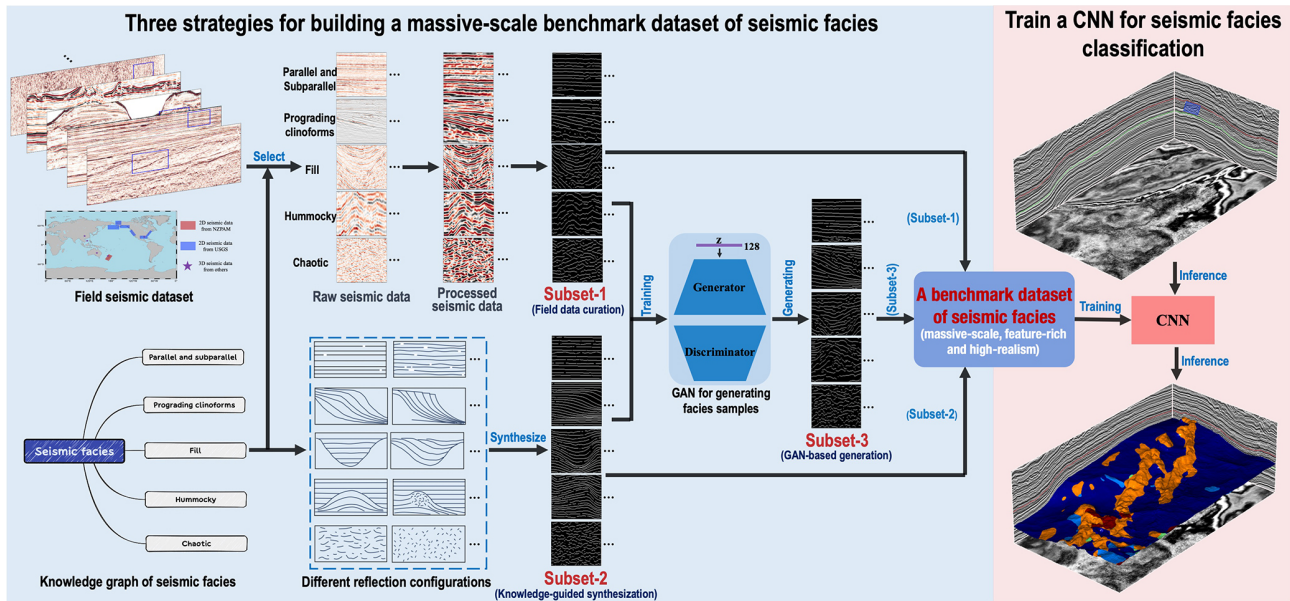 Three strategies for building a massive-scale benchmark dataset of seismic facies
Train a CNN for seismic facies
classification
Parallel and
Subparallel
Prograding
clinoforms
Fill
Hummocky
Chaotic
Select
2D seismic data
from NZPAM
2D seismic data
from USGS
3D seismic data
from others
Field seismic dataset
Raw seismic data
Processed
seismic data
Subset-1
(Field data curation)
Training
z
128
Generator
Discriminator
GAN for generating
facies samples
Generating
Subset-3
(GAN-based generation)
(Subset-1)
(Subset-3)
(Subset-2)
A benchmark dataset
of seismic facies
(massive-scale, feature-rich
and high-realism)
Training
Inference
CNN
Inference
Seismic facies
Parallel and subparallel
Prograding clinoforms
Fill
Hummocky
Chaotic
Knowledge graph of seismic facies
Different reflection configurations
Synthesize
Subset-2
(Knowledge-guided synthesization)